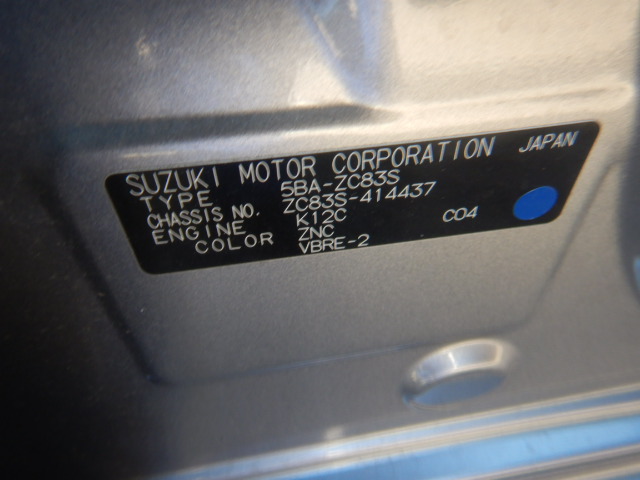 SUZUKI MOTOR CORPORATION JAPAN
TYPE 5BA-ZC83S
CHASSIS NO. ZC83S-414437
ENGINE K12C C04
COLOR ZNC
VBRE-2